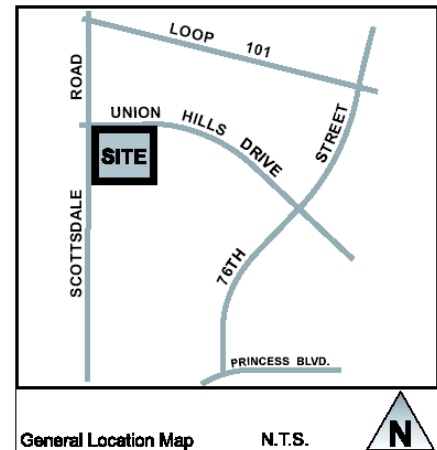 LOOP 101
ROAD
UNION HILLS DRIVE
STREET
SITE
SCOTTSDALE
76TH
PRINCESS BLVD.
General Location Map N.T.S.
N